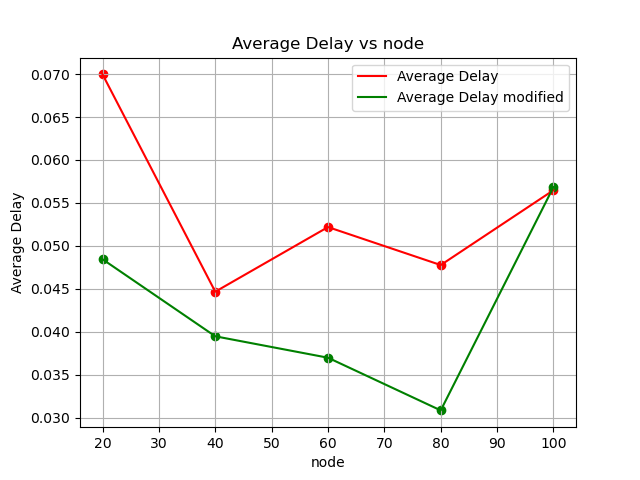 Average Delay vs node
Average Delay
Average Delay modified
0.070
0.065
0.060
0.055
0.050
0.045
0.040
0.035
0.030
Average Delay
20 30 40 50 60 70 80 90 100
node